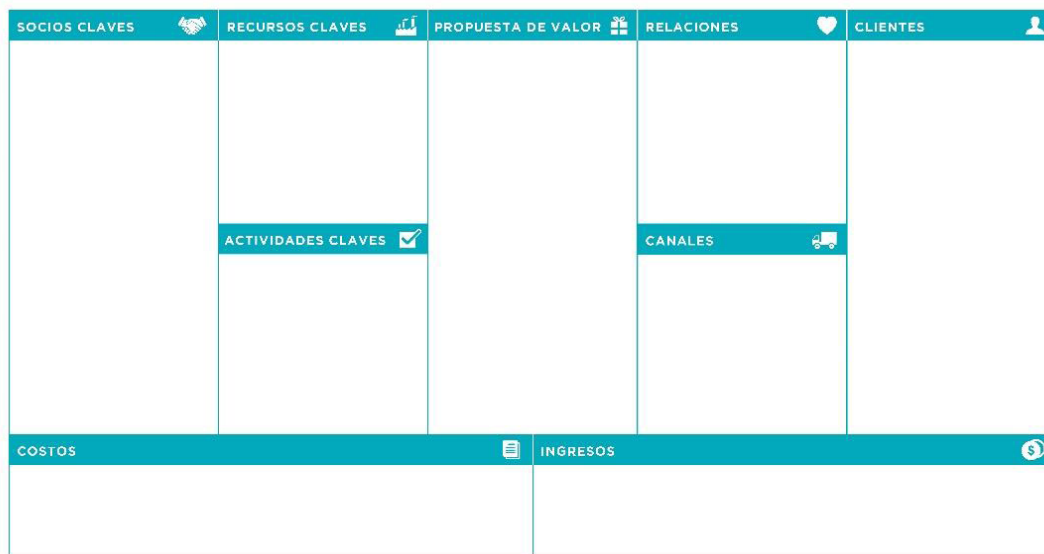 SOCIOS CLAVES
RECURSOS CLAVES
PROPUESTA DE VALOR
RELACIONES
CLIENTES
ACTIVIDADES CLAVES
CANALES
COSTOS
INGRESOS
$